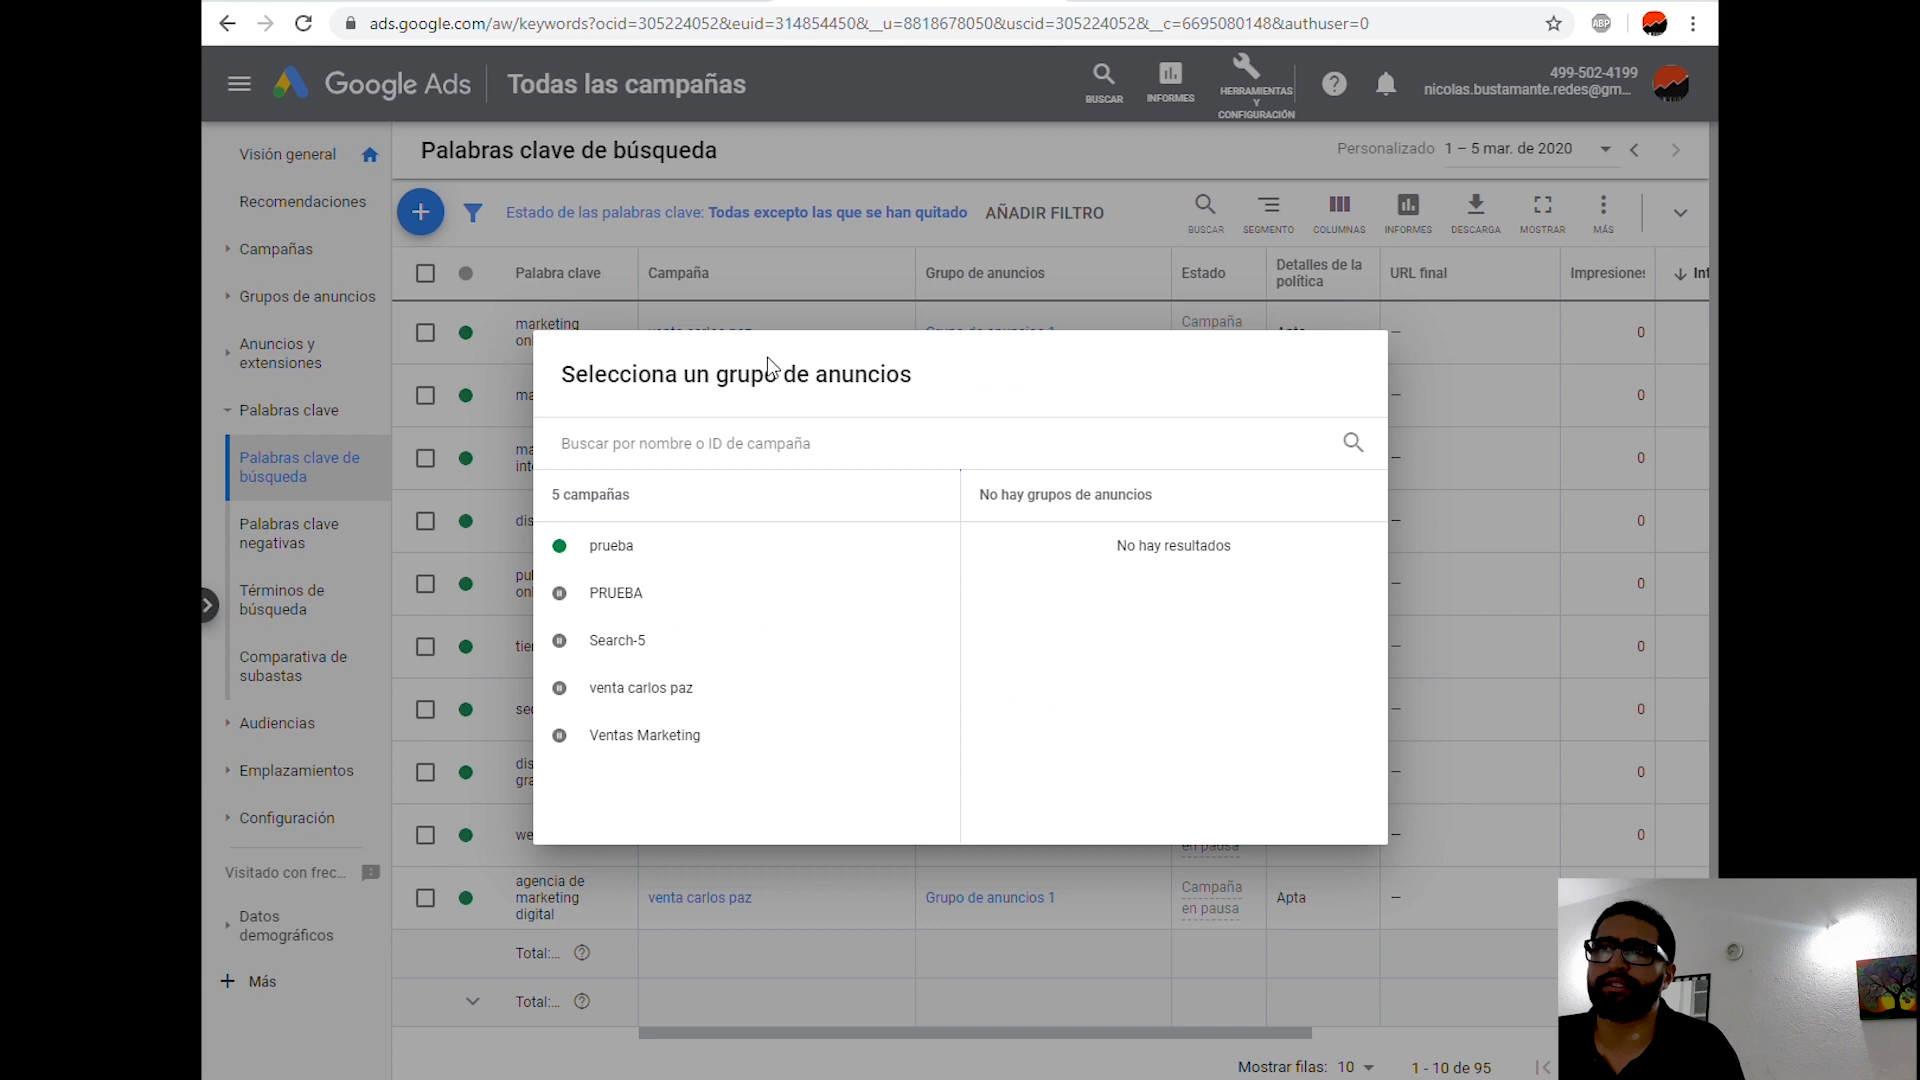 ads.google.com/aw/keywords?ocid=305224052&euid=314854450&__u=8818678050&uscid=305224052&__c=6695080148&authuser=0
ABP
Google Ads
Todas las campañas
BUSCAR
INFORMES
HERRAMIENTAS
Y
CONFIGURACIÓN
499-502-4199
nicolas.bustamante.redes@gm...
Visión general
Recomendaciones
Campañas
Grupos de anuncios
Anuncios y
extensiones
Palabras clave
Palabras clave de
búsqueda
Palabras clave
negativas
Términos de
búsqueda
Comparativa de
subastas
Audiencias
Emplazamientos
Configuración
Visitado con frec...
Datos
demográficos
Más
Palabras clave de búsqueda
Personalizado 1 – 5 mar. de 2020
Estado de las palabras clave: Todas excepto las que se han quitado
AÑADIR FILTRO
BUSCAR
SEGMENTO
COLUMNAS
INFORMES
DESCARGA
MOSTRAR
MÁS
Palabra clave
Campaña
Grupo de anuncios
Estado
Detalles de la
política
URL final
Impresiones
Int
marketing
Campaña
–
0
–
0
–
0
–
0
–
0
–
0
–
0
–
0
–
0
en pausa
Selecciona un grupo de anuncios
Buscar por nombre o ID de campaña
5 campañas
No hay grupos de anuncios
prueba
PRUEBA
Search-5
venta carlos paz
Ventas Marketing
No hay resultados
agencia de
marketing
digital
venta carlos paz
Grupo de anuncios 1
Campaña
en pausa
Apta
–
Total:...
Total:...
Mostrar filas: 10
1 - 10 de 95